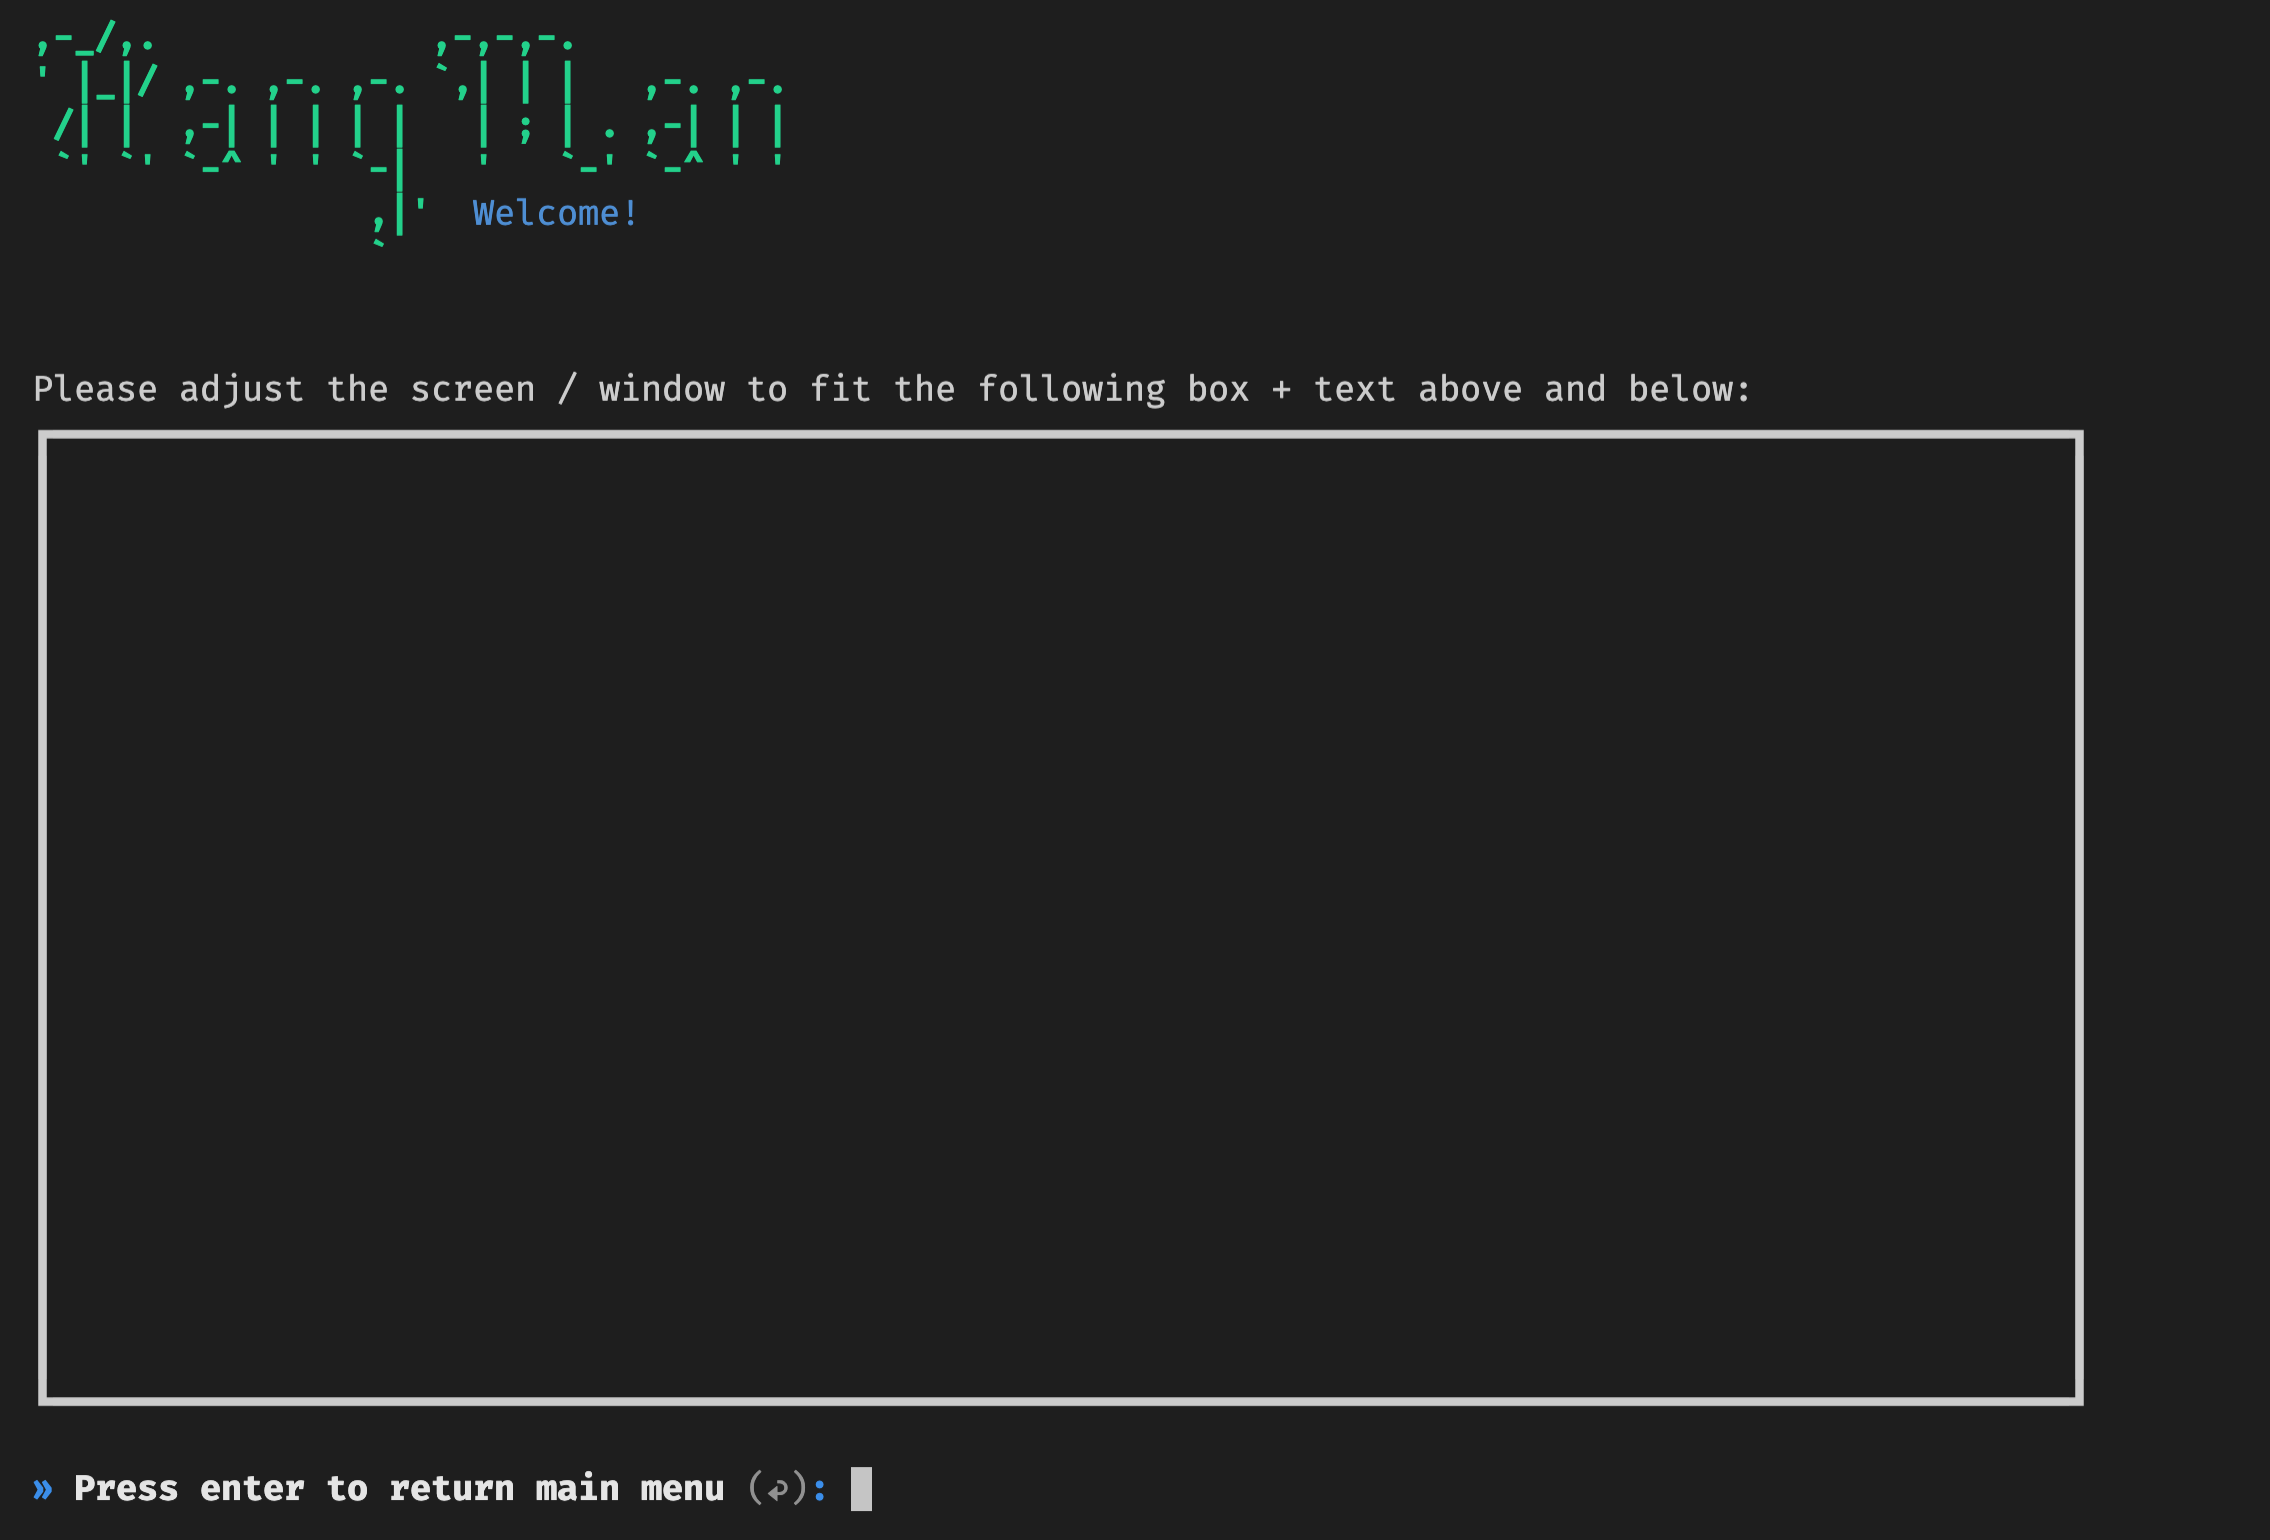 HangMan
Welcome!
Please adjust the screen / window to fit the following box + text above and below:
» Press enter to return main menu (↩):